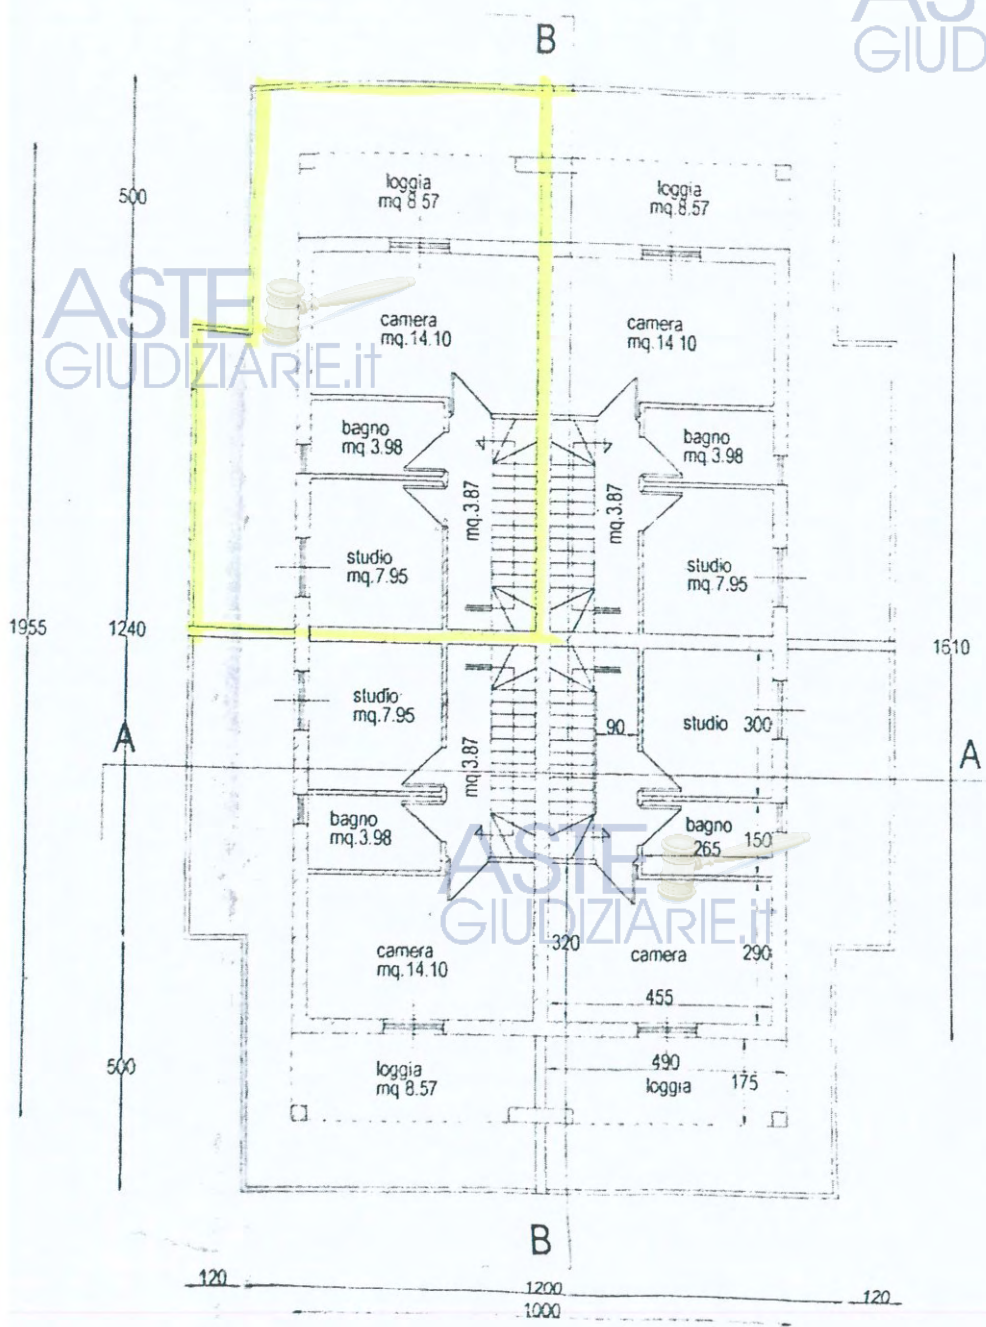 AS
GIUD
B
500
loggia
mq 8 57
loggia
mq.8.57
ASTE
GIUDIZIARIE.it
camera
mq.14.10
camera
mq.14 10
bagno
mq 3.98
bagno
mq 3.98
mq.3.87
mq.3.87
studio
mq.7.95
studio
mq.7.95
1955
1240
1610
studio
mq.7.95
90
studio
300
A
A
mq.3.87
bagno
mq.3.98
bagno
265
150
ASTE
GIUDIZIARIE.it
camera
mq.14.10
320
camera
290
455
500
loggia
mq 8.57
490
loggia
175
B
120
1200
120
1000